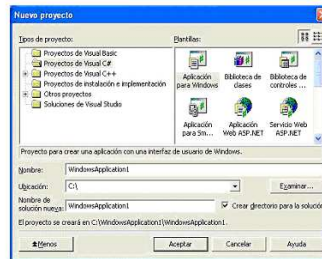 Nuevo proyecto
Tipos de proyecto:
Plantillas:
Proyectos de Visual Basic
Proyectos de Visual C#
Proyectos de Visual C++
Proyectos de instalación e implementación
Otros proyectos
Soluciones de Visual Studio
Aplicación para Windows
Biblioteca de clases
Biblioteca de controles ...
Aplicación para Sm...
Aplicación Web ASP.NET
Servicio Web ASP.NET
Proyecto para crear una aplicación con una interfaz de usuario de Windows.
Nombre: WindowsApplication1
Ubicación: C:\ Examinar...
Nombre de solución nueva: WindowsApplication1 Crear directorio para la solución
El proyecto se creará en C:\WindowsApplication1\WindowsApplication1.
Menos Aceptar Cancelar Ayuda